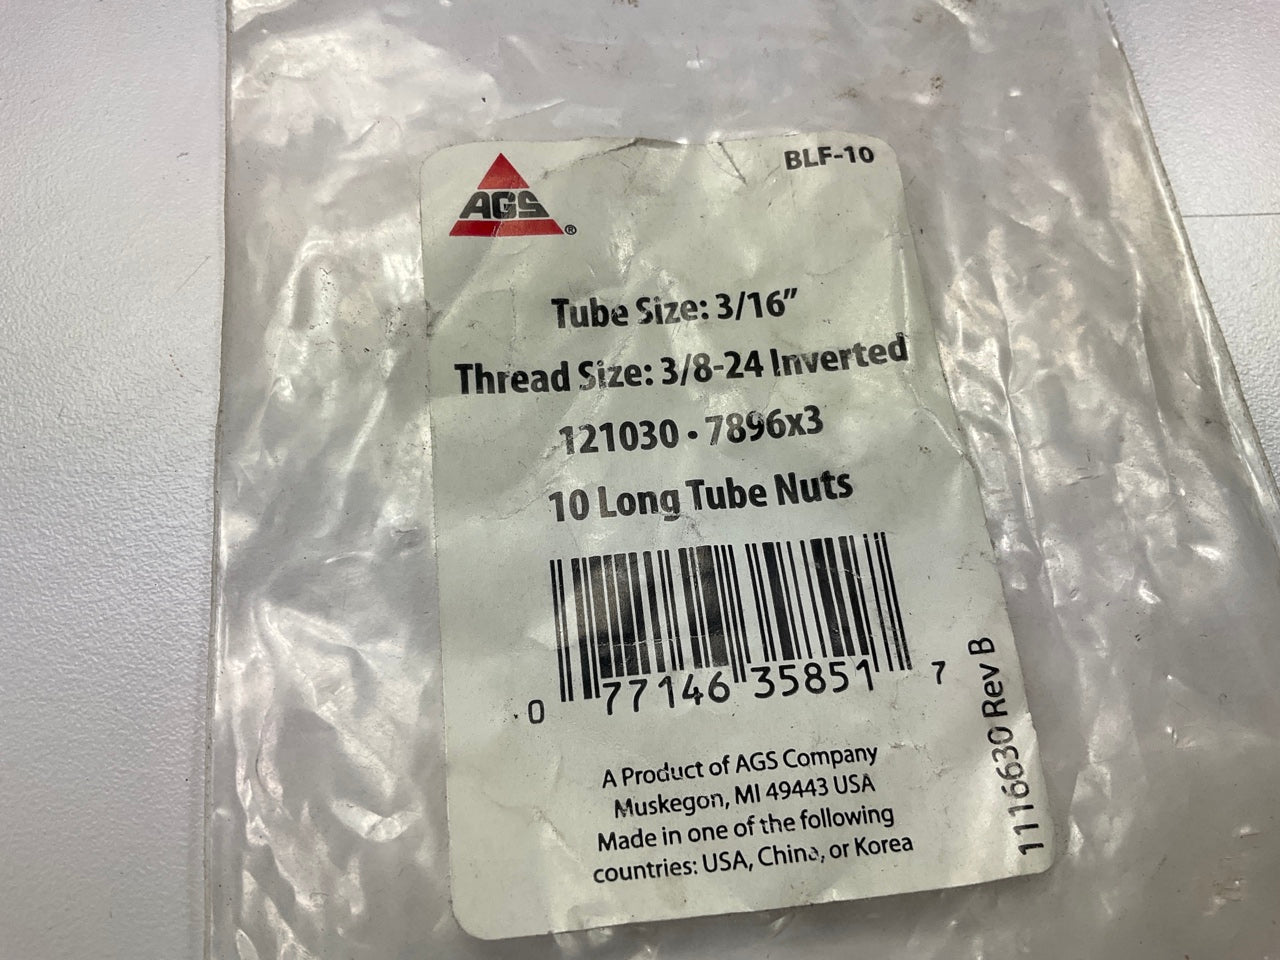 BLF-10
AGS®
Tube Size: 3/16”
Thread Size: 3/8-24 Inverted
121030 • 7896x3
10 Long Tube Nuts
0 77146 35851 7
A Product of AGS Company
Muskegon, MI 49443 USA
Made in one of the following
countries: USA, China, or Korea
1116630 Rev B